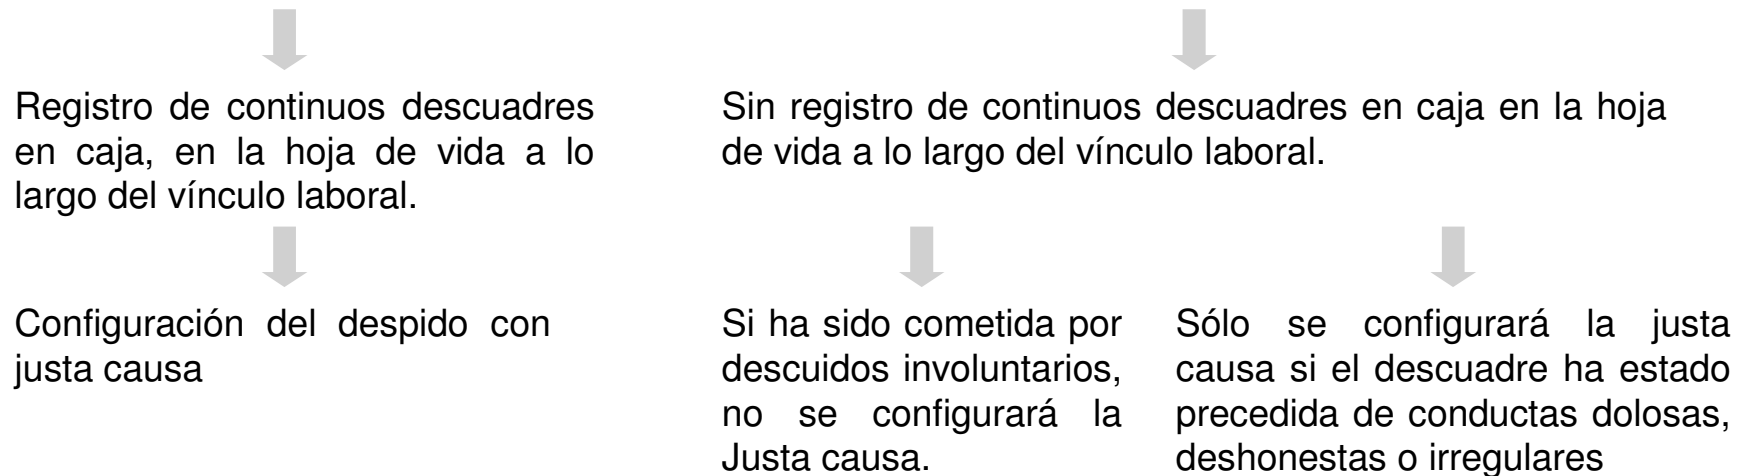 Registro de continuos descuadres
en caja, en la hoja de vida a lo
largo del vínculo laboral.
Sin registro de continuos descuadres en caja en la hoja
de vida a lo largo del vínculo laboral.
Configuración del despido con
justa causa
Si ha sido cometida por
descuidos involuntarios,
no se configurará la
Justa causa.
Sólo se configurará la justa
causa si el descuadre ha estado
precedida de conductas dolosas,
deshonestas o irregulares